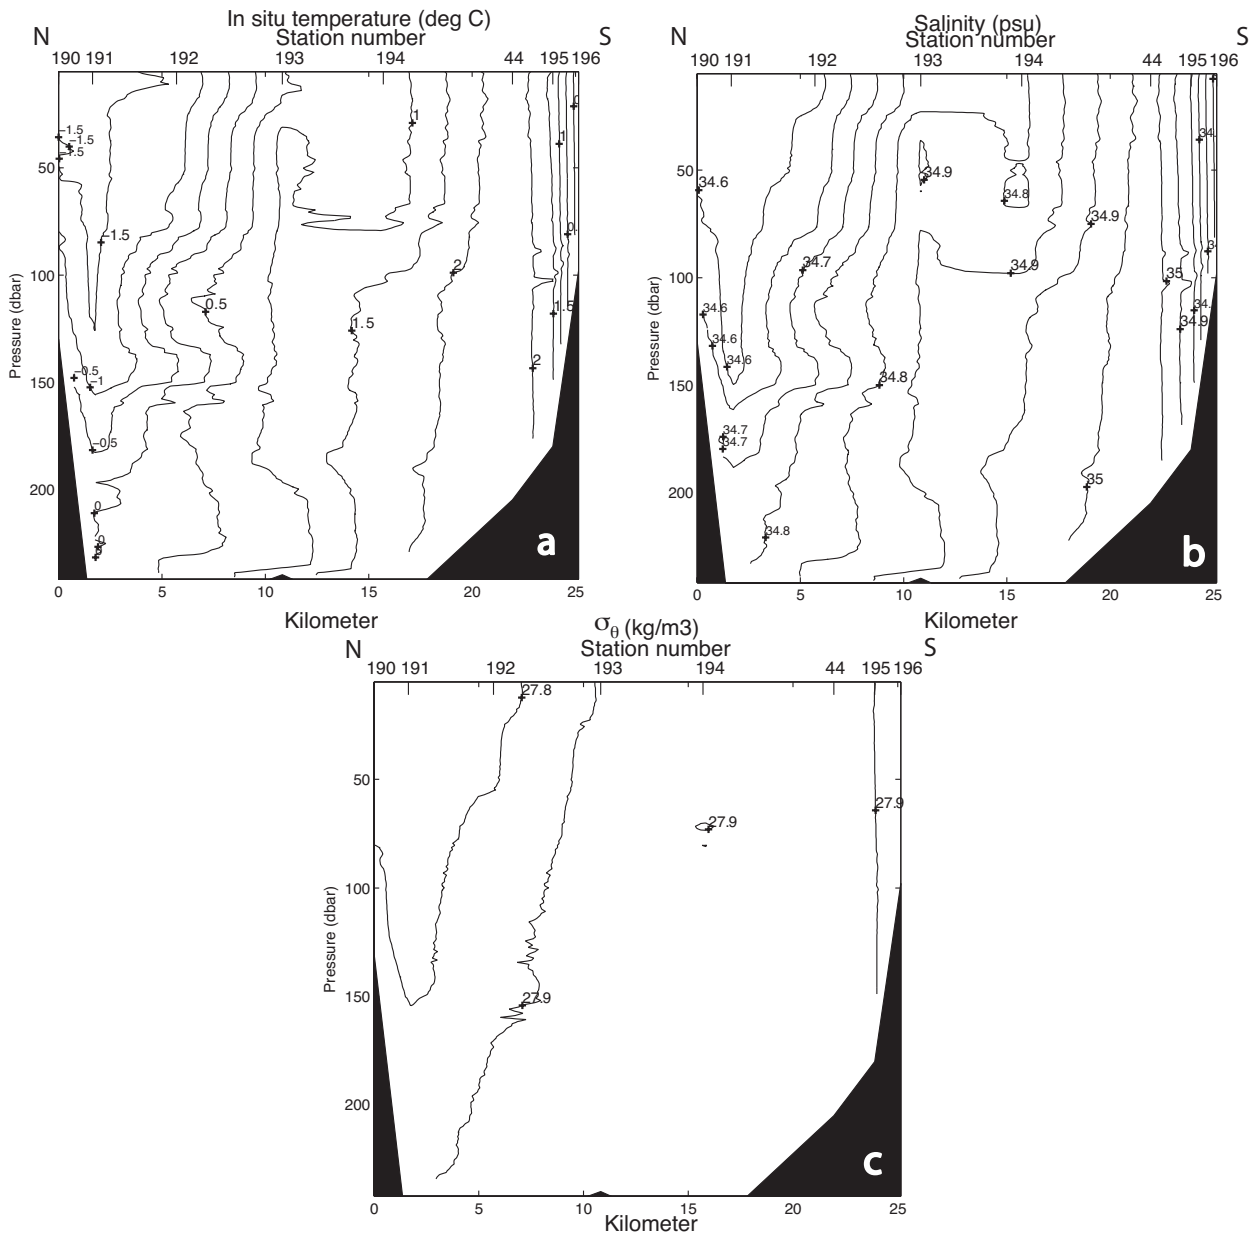 In situ temperature (deg C)
Station number
N
S
190 191 192 193 194 44 195 196
−1.5
−1.5
−1.5
1
1
0
50
−1.5
0
100
2
0.5
1.5
1.5
Pressure (dbar)
2
150
−0.5
−1
−0.5
200
0
0
a
0 5 10 15 20 25
Kilometer
Salinity (psu)
Station number
N
S
190 191 192 193 194 44 195 196
34.
50
34.9
34.6
34.8
34.9
34.7
34.9
35
100
34.6
34.
34.9
34.6
Pressure (dbar)
34.6
34.8
150
34.7
34.7
35
200
34.8
b
0 5 10 15 20 25
Kilometer
σθ (kg/m3)
Station number
N
S
190 191 192 193 194 44 195 196
27.8
50
27.9
27.9
100
Pressure (dbar)
150
27.9
200
c
0 5 10 15 20 25
Kilometer